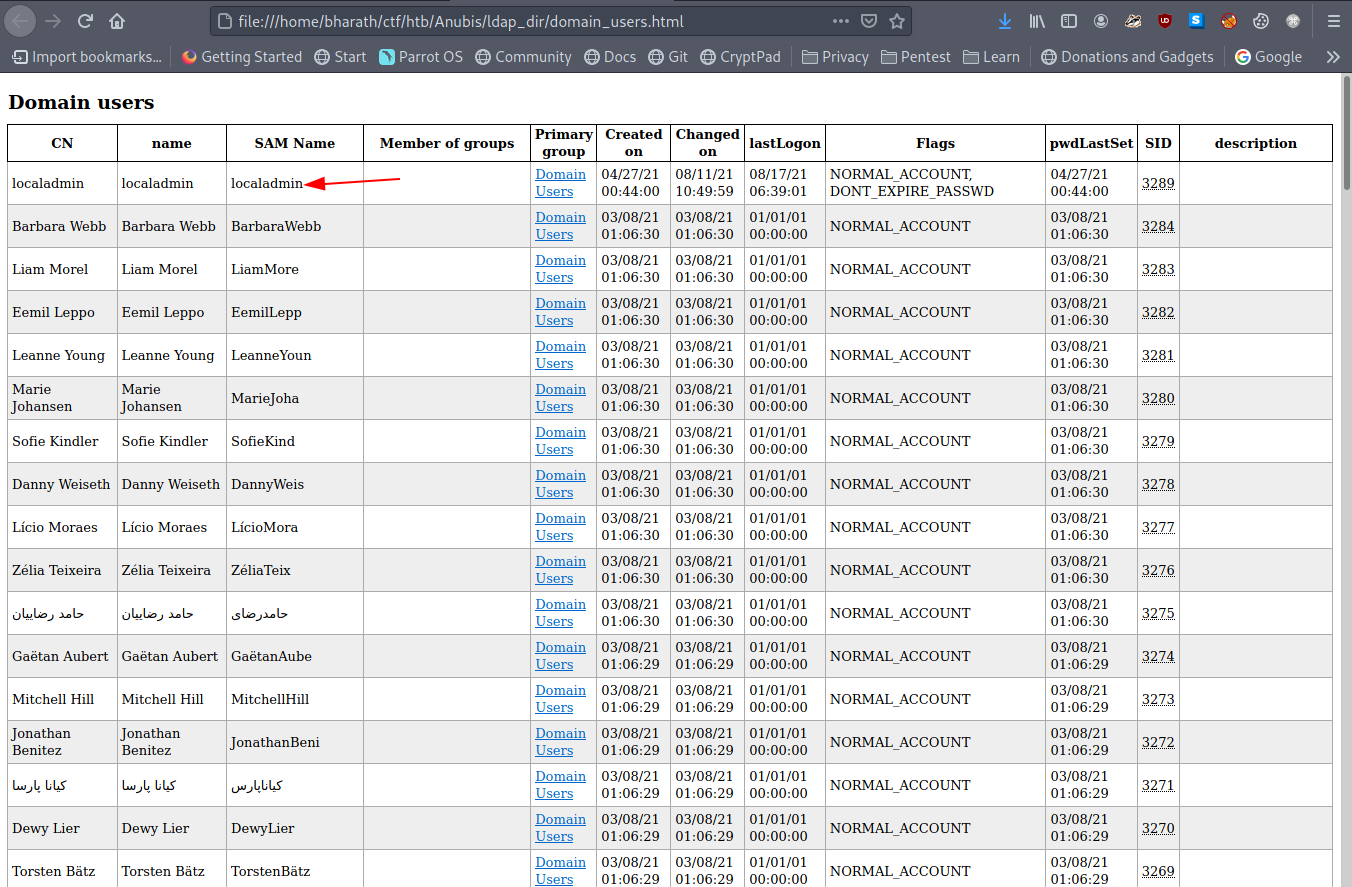 file:///home/bharath/ctf/htb/Anubis/ldap_dir/domain_users.html
Import bookmarks... Getting Started Start Parrot OS Community Docs Git CryptPad Privacy Pentest Learn Donations and Gadgets Google
Domain users
CN name SAM Name Member of groups Primary group Created on Changed on lastLogon Flags pwdLastSet SID description
localadmin localadmin localadmin Domain Users 04/27/21 00:44:00 08/11/21 10:49:59 08/17/21 06:39:01 NORMAL_ACCOUNT, DONT_EXPIRE_PASSWD 04/27/21 00:44:00 3289
Barbara Webb Barbara Webb BarbaraWebb Domain Users 03/08/21 01:06:30 03/08/21 01:06:30 01/01/01 00:00:00 NORMAL_ACCOUNT 03/08/21 01:06:30 3284
Liam Morel Liam Morel LiamMore Domain Users 03/08/21 01:06:30 03/08/21 01:06:30 01/01/01 00:00:00 NORMAL_ACCOUNT 03/08/21 01:06:30 3283
Eemil Leppo Eemil Leppo EemilLepp Domain Users 03/08/21 01:06:30 03/08/21 01:06:30 01/01/01 00:00:00 NORMAL_ACCOUNT 03/08/21 01:06:30 3282
Leanne Young Leanne Young LeanneYoun Domain Users 03/08/21 01:06:30 03/08/21 01:06:30 01/01/01 00:00:00 NORMAL_ACCOUNT 03/08/21 01:06:30 3281
Marie Johansen Marie Johansen MarieJoha Domain Users 03/08/21 01:06:30 03/08/21 01:06:30 01/01/01 00:00:00 NORMAL_ACCOUNT 03/08/21 01:06:30 3280
Sofie Kindler Sofie Kindler SofieKind Domain Users 03/08/21 01:06:30 03/08/21 01:06:30 01/01/01 00:00:00 NORMAL_ACCOUNT 03/08/21 01:06:30 3279
Danny Weiseth Danny Weiseth DannyWeis Domain Users 03/08/21 01:06:30 03/08/21 01:06:30 01/01/01 00:00:00 NORMAL_ACCOUNT 03/08/21 01:06:30 3278
Lício Moraes Lício Moraes LícioMora Domain Users 03/08/21 01:06:30 03/08/21 01:06:30 01/01/01 00:00:00 NORMAL_ACCOUNT 03/08/21 01:06:30 3277
Zélia Teixeira Zélia Teixeira ZéliaTeix Domain Users 03/08/21 01:06:30 03/08/21 01:06:30 01/01/01 00:00:00 NORMAL_ACCOUNT 03/08/21 01:06:30 3276
حامد رضاییان حامد رضاییان حامدرضای Domain Users 03/08/21 01:06:30 03/08/21 01:06:30 01/01/01 00:00:00 NORMAL_ACCOUNT 03/08/21 01:06:30 3275
Gaëtan Aubert Gaëtan Aubert GaëtanAube Domain Users 03/08/21 01:06:29 03/08/21 01:06:29 01/01/01 00:00:00 NORMAL_ACCOUNT 03/08/21 01:06:29 3274
Mitchell Hill Mitchell Hill MitchellHill Domain Users 03/08/21 01:06:29 03/08/21 01:06:29 01/01/01 00:00:00 NORMAL_ACCOUNT 03/08/21 01:06:29 3273
Jonathan Benitez Jonathan Benitez JonathanBeni Domain Users 03/08/21 01:06:29 03/08/21 01:06:29 01/01/01 00:00:00 NORMAL_ACCOUNT 03/08/21 01:06:29 3272
کیانا پارسا کیانا پارسا کیاناپارس Domain Users 03/08/21 01:06:29 03/08/21 01:06:29 01/01/01 00:00:00 NORMAL_ACCOUNT 03/08/21 01:06:29 3271
Dewy Lier Dewy Lier DewyLier Domain Users 03/08/21 01:06:29 03/08/21 01:06:29 01/01/01 00:00:00 NORMAL_ACCOUNT 03/08/21 01:06:29 3270
Torsten Bätz Torsten Bätz TorstenBätz Domain Users 03/08/21 01:06:29 03/08/21 01:06:29 01/01/01 00:00:00 NORMAL_ACCOUNT 03/08/21 01:06:29 3269